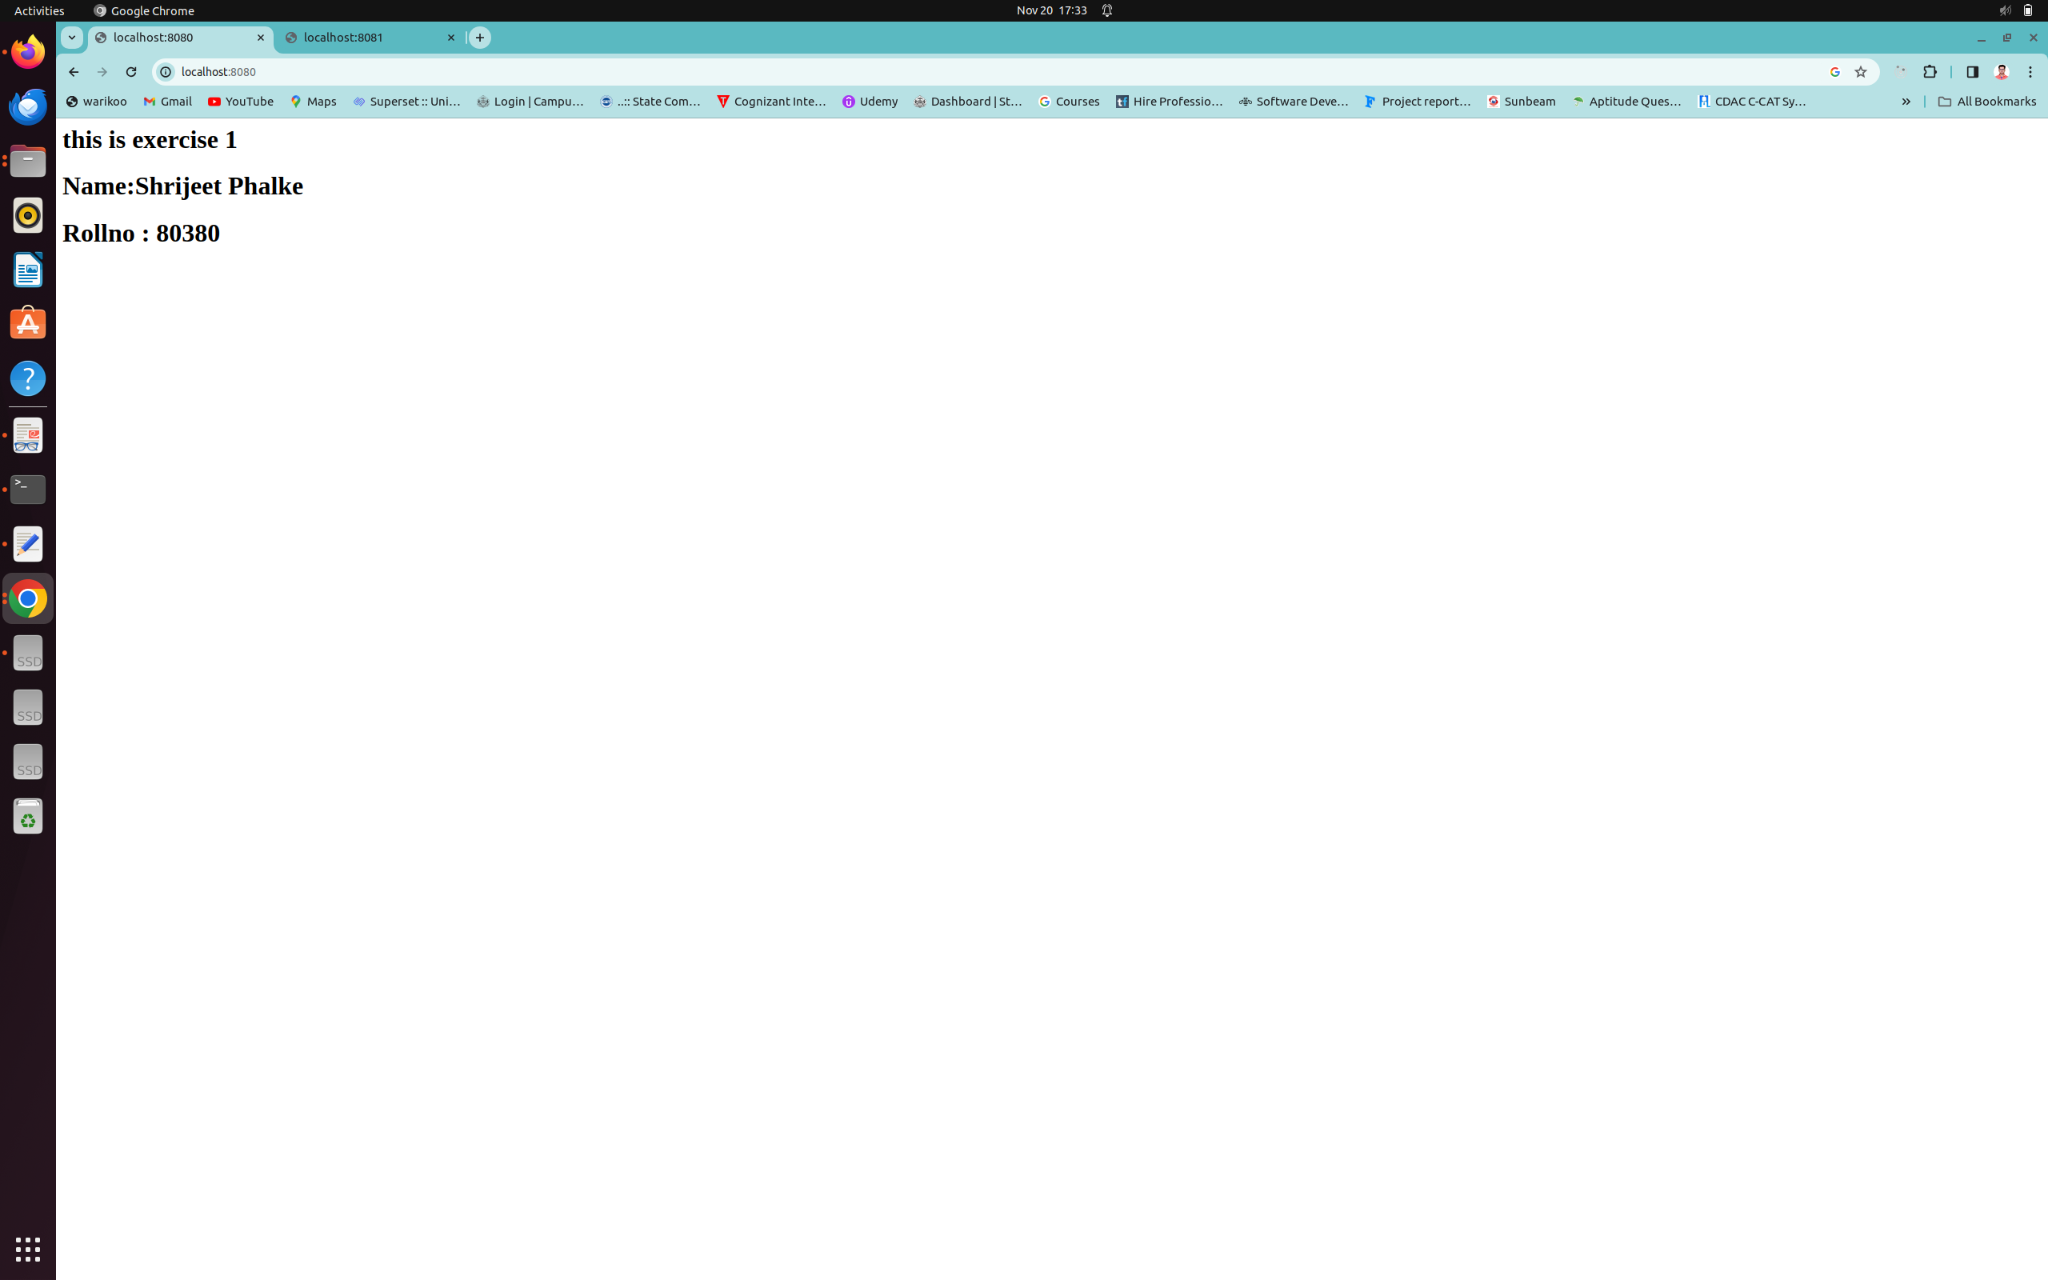 Activities Google Chrome Nov 20 17:33
localhost:8080 localhost:8081
localhost:8080
warikoo Gmail YouTube Maps Superset :: Uni... Login | Campu... ..:: State Com... Cognizant Inte... Udemy Dashboard | St... Courses Hire Professio... Software Deve... Project report... Sunbeam Aptitude Ques... CDAC C-CAT Sy... » All Bookmarks
this is exercise 1
Name:Shrijeet Phalke
Rollno : 80380
>_
SSD
SSD
SSD